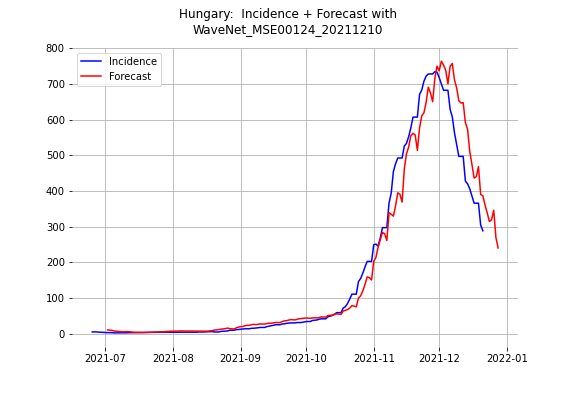 Hungary:  Incidence + Forecast with
WaveNet_MSE00124_20211210
Incidence
Forecast
800
700
600
500
400
300
200
100
0
2021-07 2021-08 2021-09 2021-10 2021-11 2021-12 2022-01